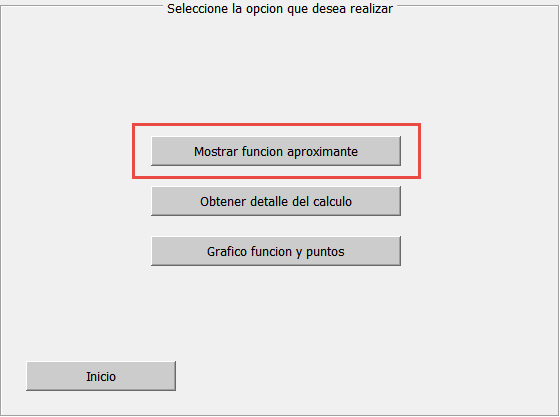 Seleccione la opcion que desea realizar
Mostrar funcion aproximante
Obtener detalle del calculo
Grafico funcion y puntos
Inicio